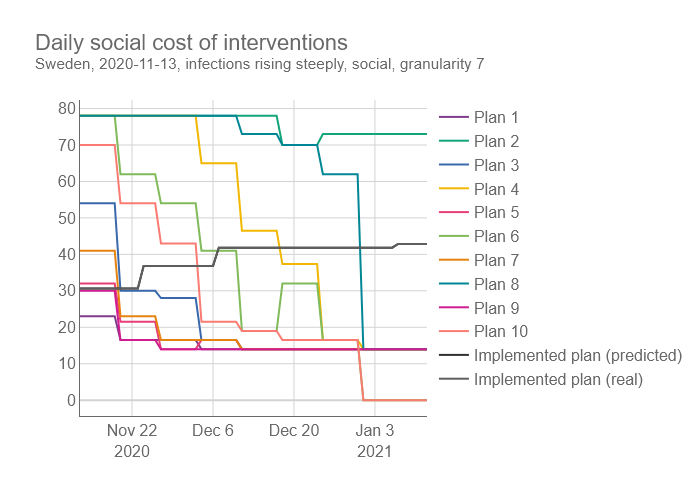 Daily social cost of interventions
Sweden, 2020-11-13, infections rising steeply, social, granularity 7
80
70
60
50
40
30
20
10
0
Nov 22
2020
Dec 6
Dec 20
Jan 3
2021
Plan 1
Plan 2
Plan 3
Plan 4
Plan 5
Plan 6
Plan 7
Plan 8
Plan 9
Plan 10
Implemented plan (predicted)
Implemented plan (real)